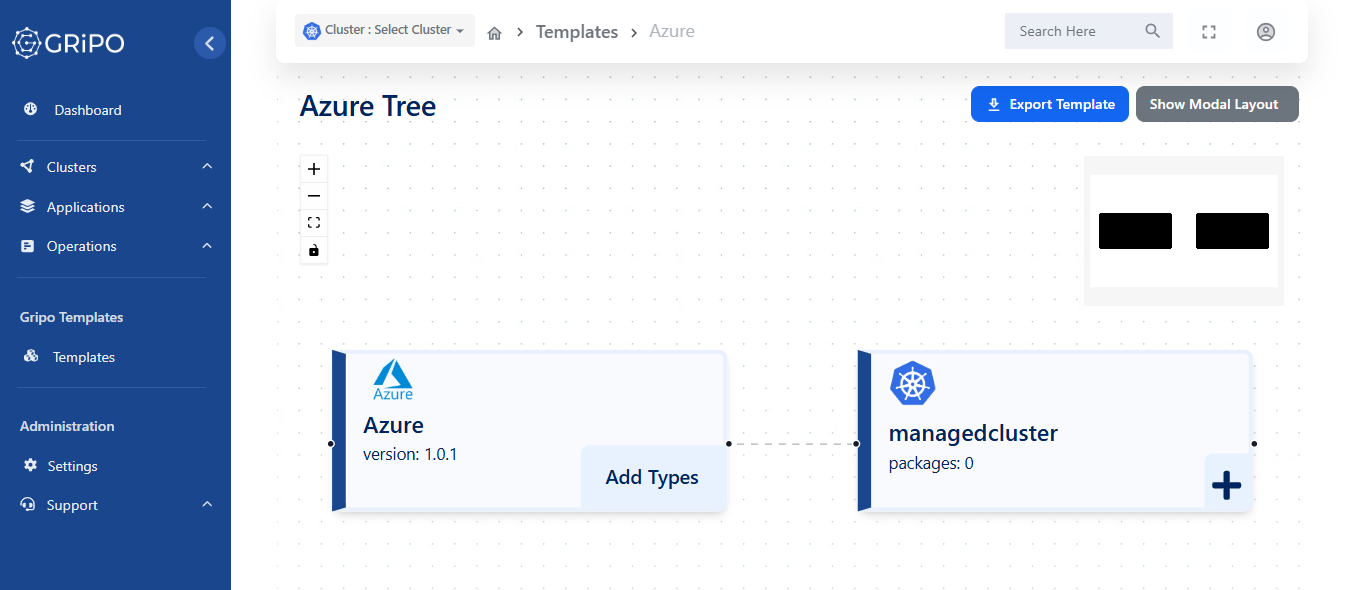 GRiPO
Cluster : Select Cluster
Templates
Azure
Search Here
Dashboard
Azure Tree
Export Template
Show Modal Layout
Clusters
Applications
Operations
Gripo Templates
Templates
Azure
Azure
version: 1.0.1
Add Types
managedcluster
packages: 0
Administration
Settings
Support